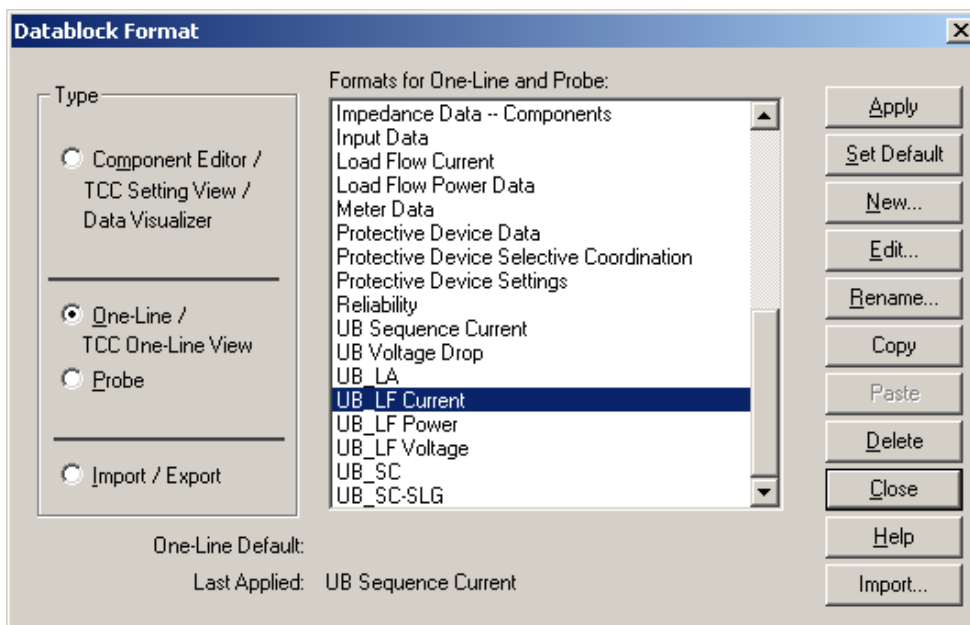 Datablock Format
Type
Component Editor /
TCC Setting View /
Data Visualizer
One-Line /
TCC One-Line View
Probe
Import / Export
Formats for One-Line and Probe:
Impedance Data -- Components
Input Data
Load Flow Current
Load Flow Power Data
Meter Data
Protective Device Data
Protective Device Selective Coordination
Protective Device Settings
Reliability
UB Sequence Current
UB Voltage Drop
UB_LA
UB_LF Current
UB_LF Power
UB_LF Voltage
UB_SC
UB_SC-SLG
Apply
Set Default
New...
Edit...
Rename...
Copy
Paste
Delete
Close
Help
Import...
One-Line Default:
Last Applied: UB Sequence Current